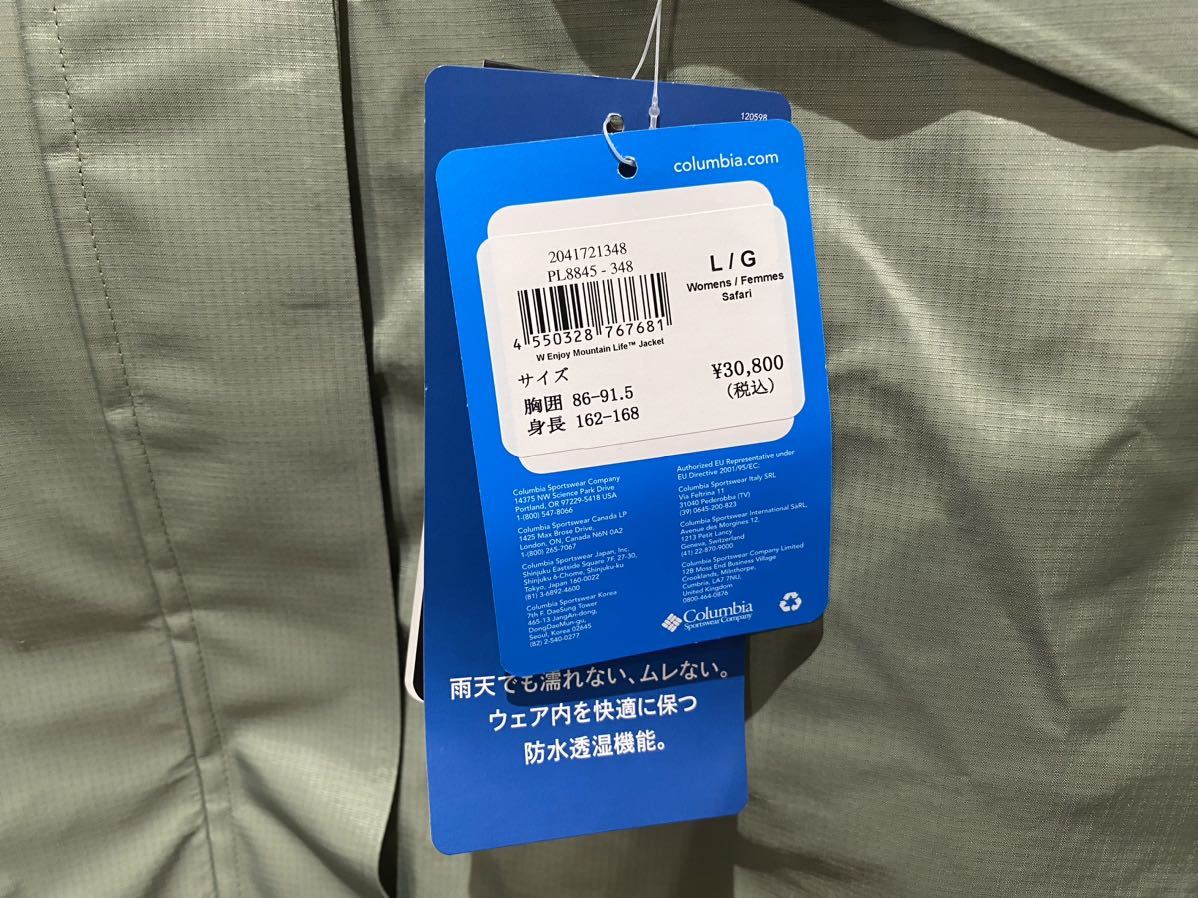 120598
columbia.com
2041721348
PL8845 - 348
L / G
Womens / Femmes
Safari
4 550328 767681
W Enjoy Mountain Life™ Jacket
サイズ
胸囲 86-91.5
身長 162-168
¥30,800
(税込)
Columbia Sportswear Company
14375 NW Science Park Drive
Portland, OR 97229-5418 USA
1-(800) 547-8066
Columbia Sportswear Canada LP
1425 Max Brose Drive,
London, ON, Canada N6N 0A2
1-(800) 265-7067
Columbia Sportswear Japan, Inc.
Shinjuku Eastside Square 7F, 27-30,
Shinjuku 6-Chome, Shinjuku-ku
Tokyo, Japan 160-0022
(81) 3-6892-4600
Columbia Sportswear Korea
7th F. DaeSung Tower
465-13 JangAn-dong,
DongDaeMun-gu,
Seoul, Korea 02645
(82) 2-540-0277
Authorized EU Representative under
EU Directive 2001/95/EC:
Columbia Sportswear Italy SRL
Via Feltrina 11
31040 Pederobba (TV)
(39) 0645-200-823
Columbia Sportswear International SàRL,
Avenue des Morgines 12,
1213 Petit Lancy
Geneva, Switzerland
(41) 22-870-9000
Columbia Sportswear Company Limited
12B Moss End Business Village
Crooklands, Milnthorpe,
Cumbria, LA7 7NU,
United Kingdom
0800-464-0876
Columbia
Sportswear Company
雨天でも濡れない、ムレない。
ウェア内を快適に保つ
防水透湿機能。